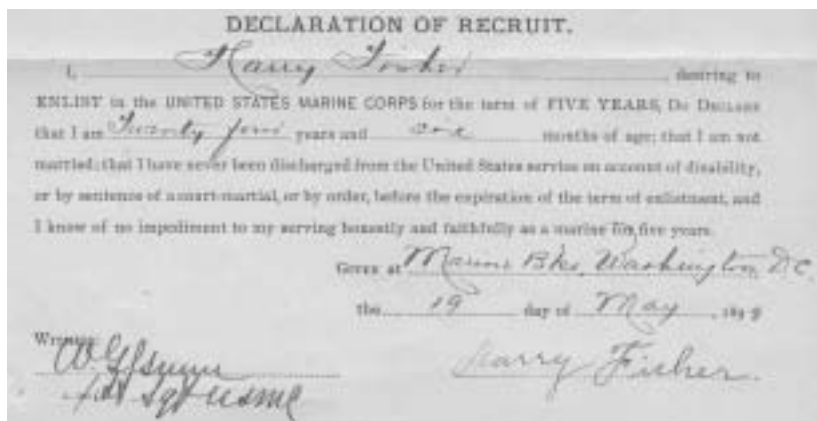 DECLARATION OF RECRUIT.
I, Harry Fisher, desiring to
ENLIST in the UNITED STATES MARINE CORPS for the term of FIVE YEARS, DO DECLARE
that I am Twenty four years and six months of age; that I am not
married; that I have never been discharged from the United States service on account of disability,
or by sentence of a court-martial, or by order, before the expiration of the term of enlistment, and
I know of no impediment to my serving honestly and faithfully as a marine for five years.
GIVEN at Marine Bks, Washington, D.C.
the 19 day of May, 1899
Witness:
Sgt USMC
Harry Fisher.